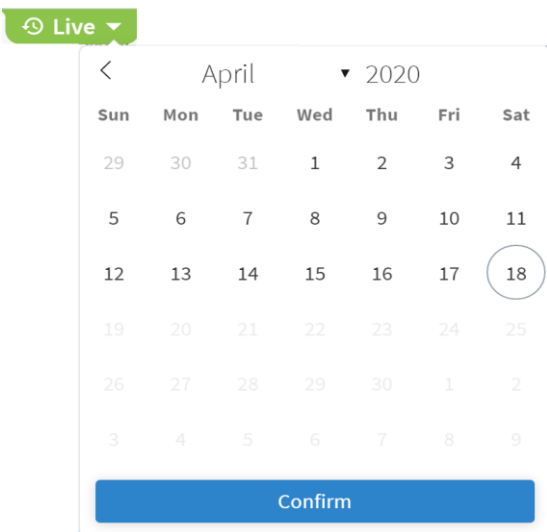 Live
April 2020
Sun Mon Tue Wed Thu Fri Sat
29 30 31 1 2 3 4
5 6 7 8 9 10 11
12 13 14 15 16 17 18
19 20 21 22 23 24 25
26 27 28 29 30 1 2
3 4 5 6 7 8 9
Confirm